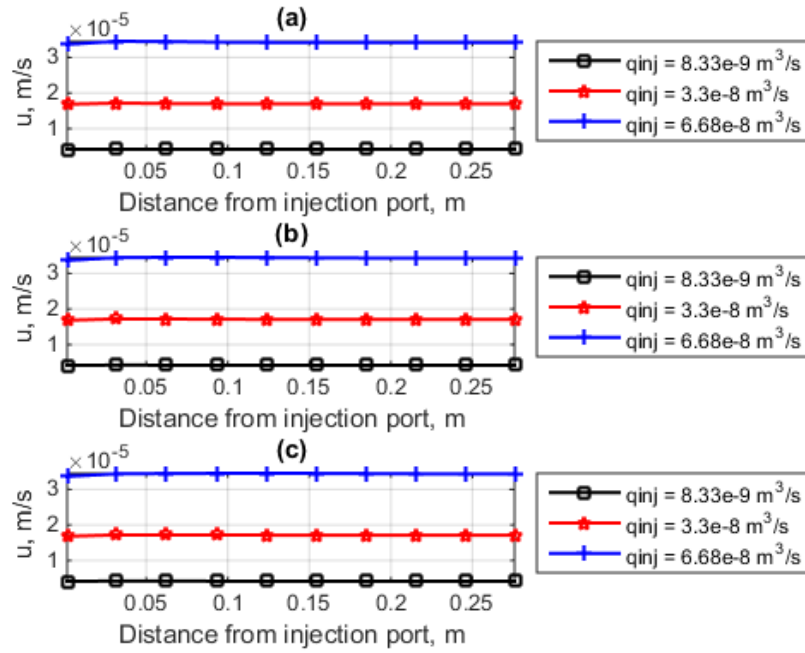 (a)
×10⁻⁵
3
2
1
u, m/s
0.05 0.1 0.15 0.2 0.25
Distance from injection port, m
qinj = 8.33e-9 m³/s
qinj = 3.3e-8 m³/s
qinj = 6.68e-8 m³/s
(b)
×10⁻⁵
3
2
1
u, m/s
0.05 0.1 0.15 0.2 0.25
Distance from injection port, m
qinj = 8.33e-9 m³/s
qinj = 3.3e-8 m³/s
qinj = 6.68e-8 m³/s
(c)
×10⁻⁵
3
2
1
u, m/s
0.05 0.1 0.15 0.2 0.25
Distance from injection port, m
qinj = 8.33e-9 m³/s
qinj = 3.3e-8 m³/s
qinj = 6.68e-8 m³/s